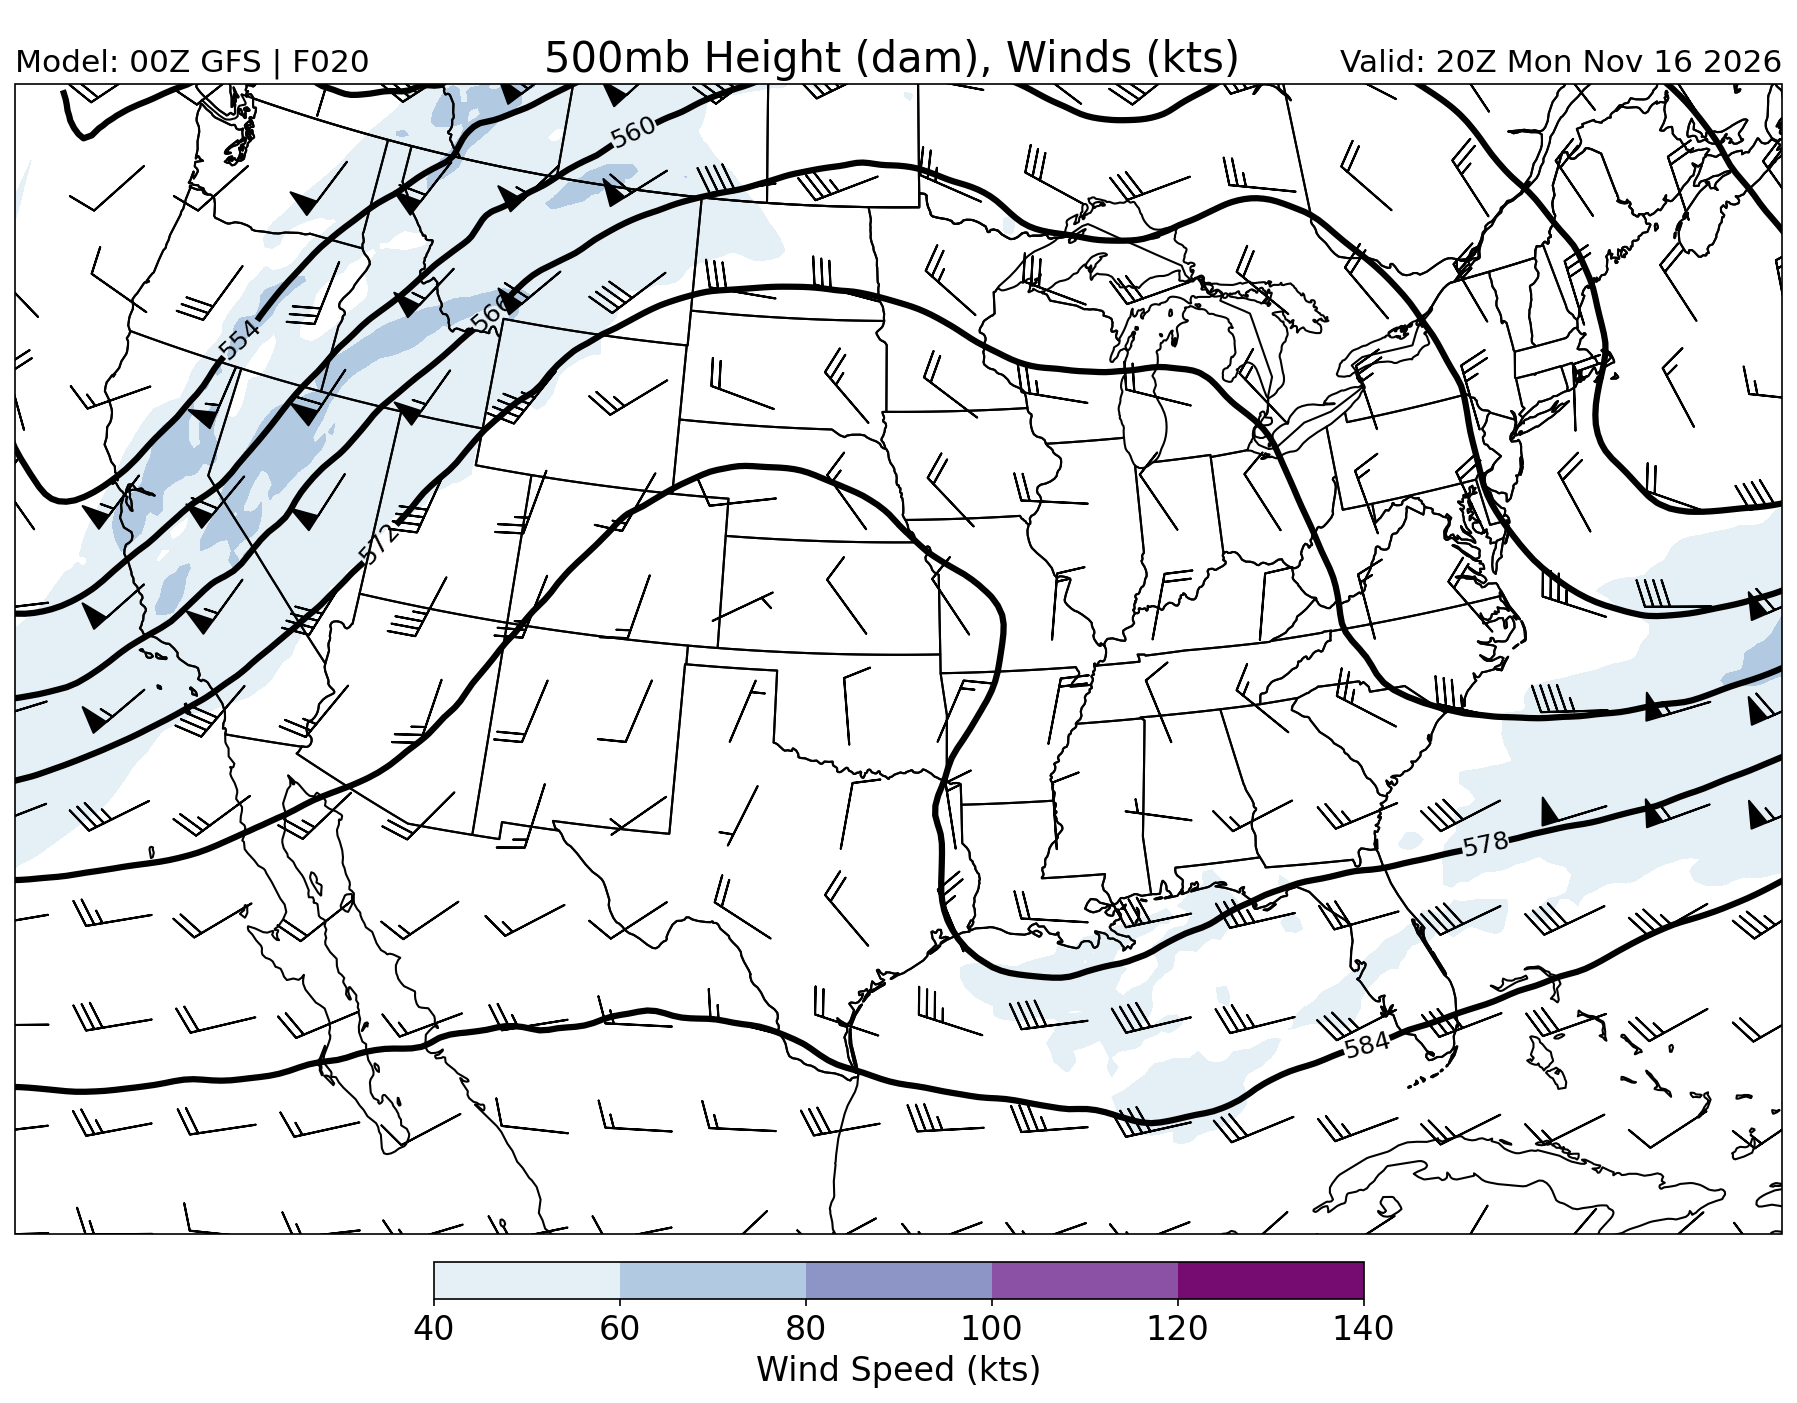 Model: 00Z GFS | F020
500mb Height (dam), Winds (kts)
Valid: 20Z Mon Nov 16 2026
560
566
554
572
578
584
40 60 80 100 120 140
Wind Speed (kts)